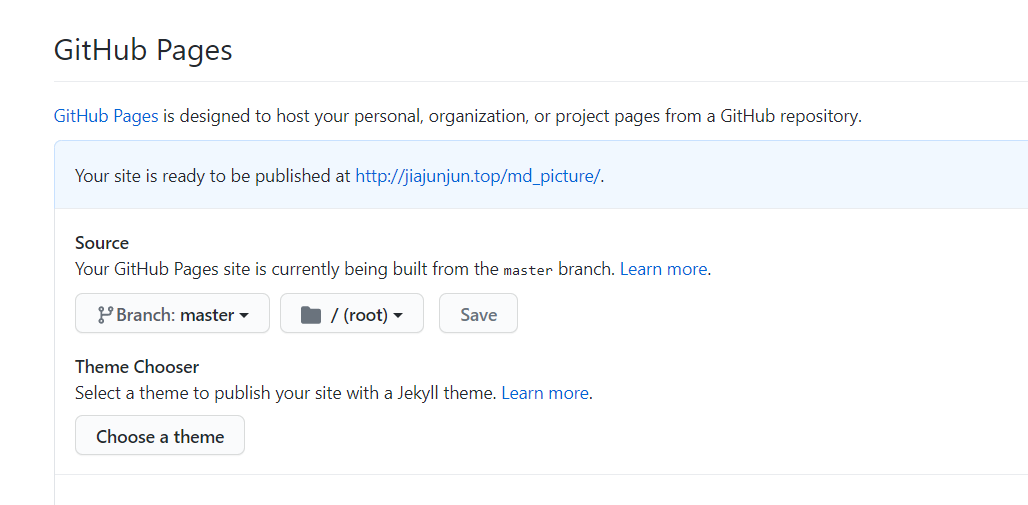 GitHub Pages
GitHub Pages is designed to host your personal, organization, or project pages from a GitHub repository.
Your site is ready to be published at http://jiajunjun.top/md_picture/.
Source
Your GitHub Pages site is currently being built from the master branch. Learn more.
Branch: master / (root) Save
Theme Chooser
Select a theme to publish your site with a Jekyll theme. Learn more.
Choose a theme